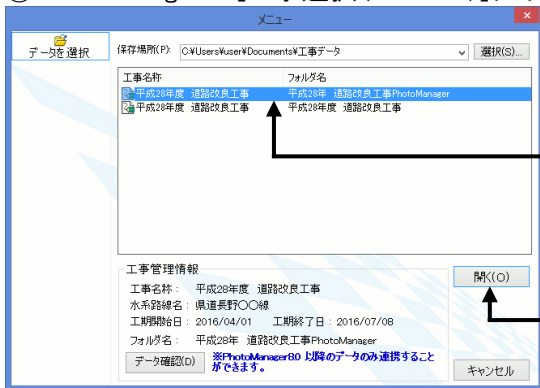 メニュー
データを選択
保存場所(P):
C:¥Users¥user¥Documents¥工事データ
選択(S)...
工事名称
フォルダ名
平成28年度 道路改良工事
平成28年 道路改良工事PhotoManager
平成28年度 道路改良工事
平成28年度 道路改良工事
工事管理情報
工事名称: 平成28年度 道路改良工事
水系路線名: 県道長野○○線
工期開始日: 2016/04/01 工期終了日: 2016/07/08
フォルダ名: 平成28年 道路改良工事PhotoManager
データ確認(D)
※PhotoManager8.0 以降のデータのみ連携すること
ができます。
開く(O)
キャンセル